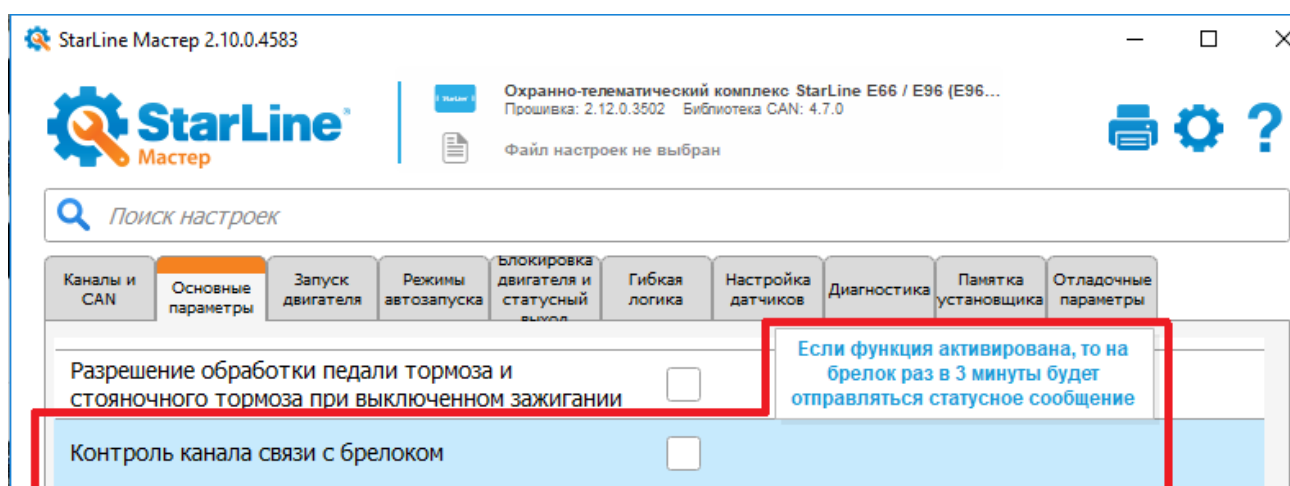 StarLine Мастер 2.10.0.4583
Охранно-телематический комплекс StarLine E66 / E96 (E96...
Прошивка: 2.12.0.3502 Библиотека CAN: 4.7.0
StarLine
Мастер
Файл настроек не выбран
Поиск настроек
Каналы и
CAN
Основные
параметры
Запуск
двигателя
Режимы
автозапуска
Блокировка
двигателя и
статусный
выход
Гибкая
логика
Настройка
датчиков
Диагностика
Памятка
установщика
Отладочные
параметры
Если функция активирована, то на
брелок раз в 3 минуты будет
отправляться статусное сообщение
Разрешение обработки педали тормоза и
стояночного тормоза при выключенном зажигании
Контроль канала связи с брелоком